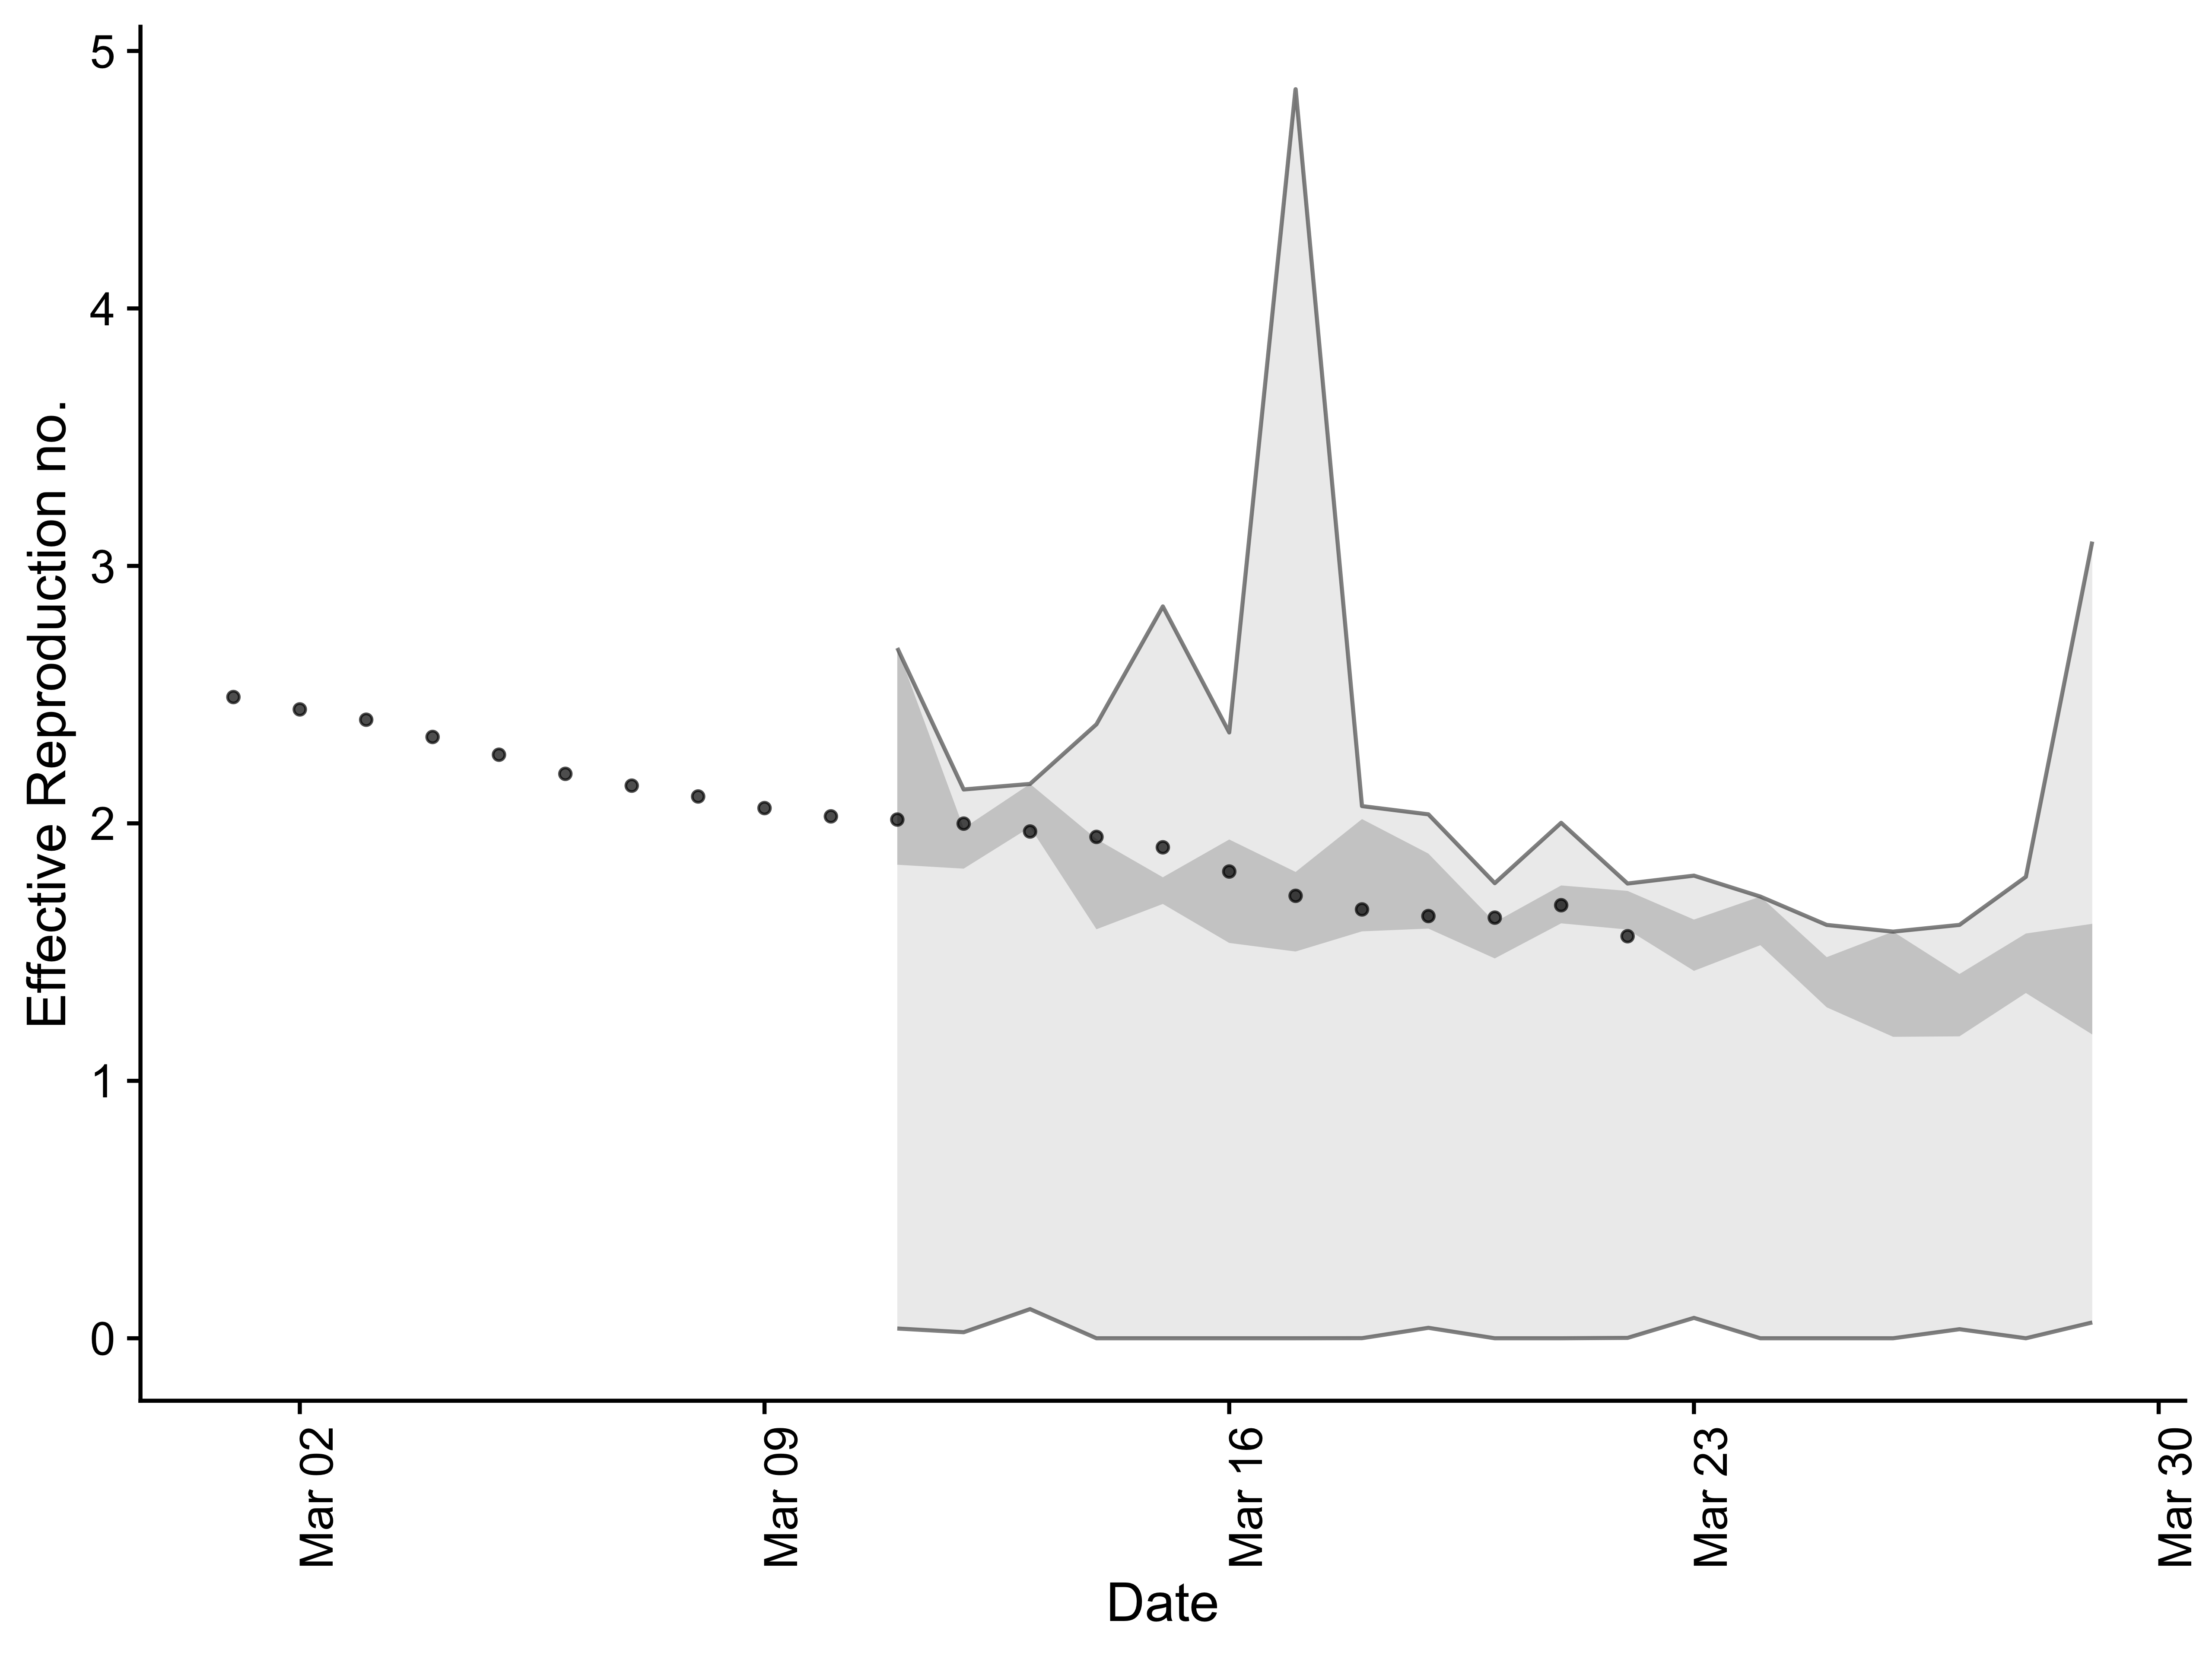 Effective Reproduction no.
5
4
3
2
1
0
Mar 02
Mar 09
Mar 16
Mar 23
Mar 30
Date